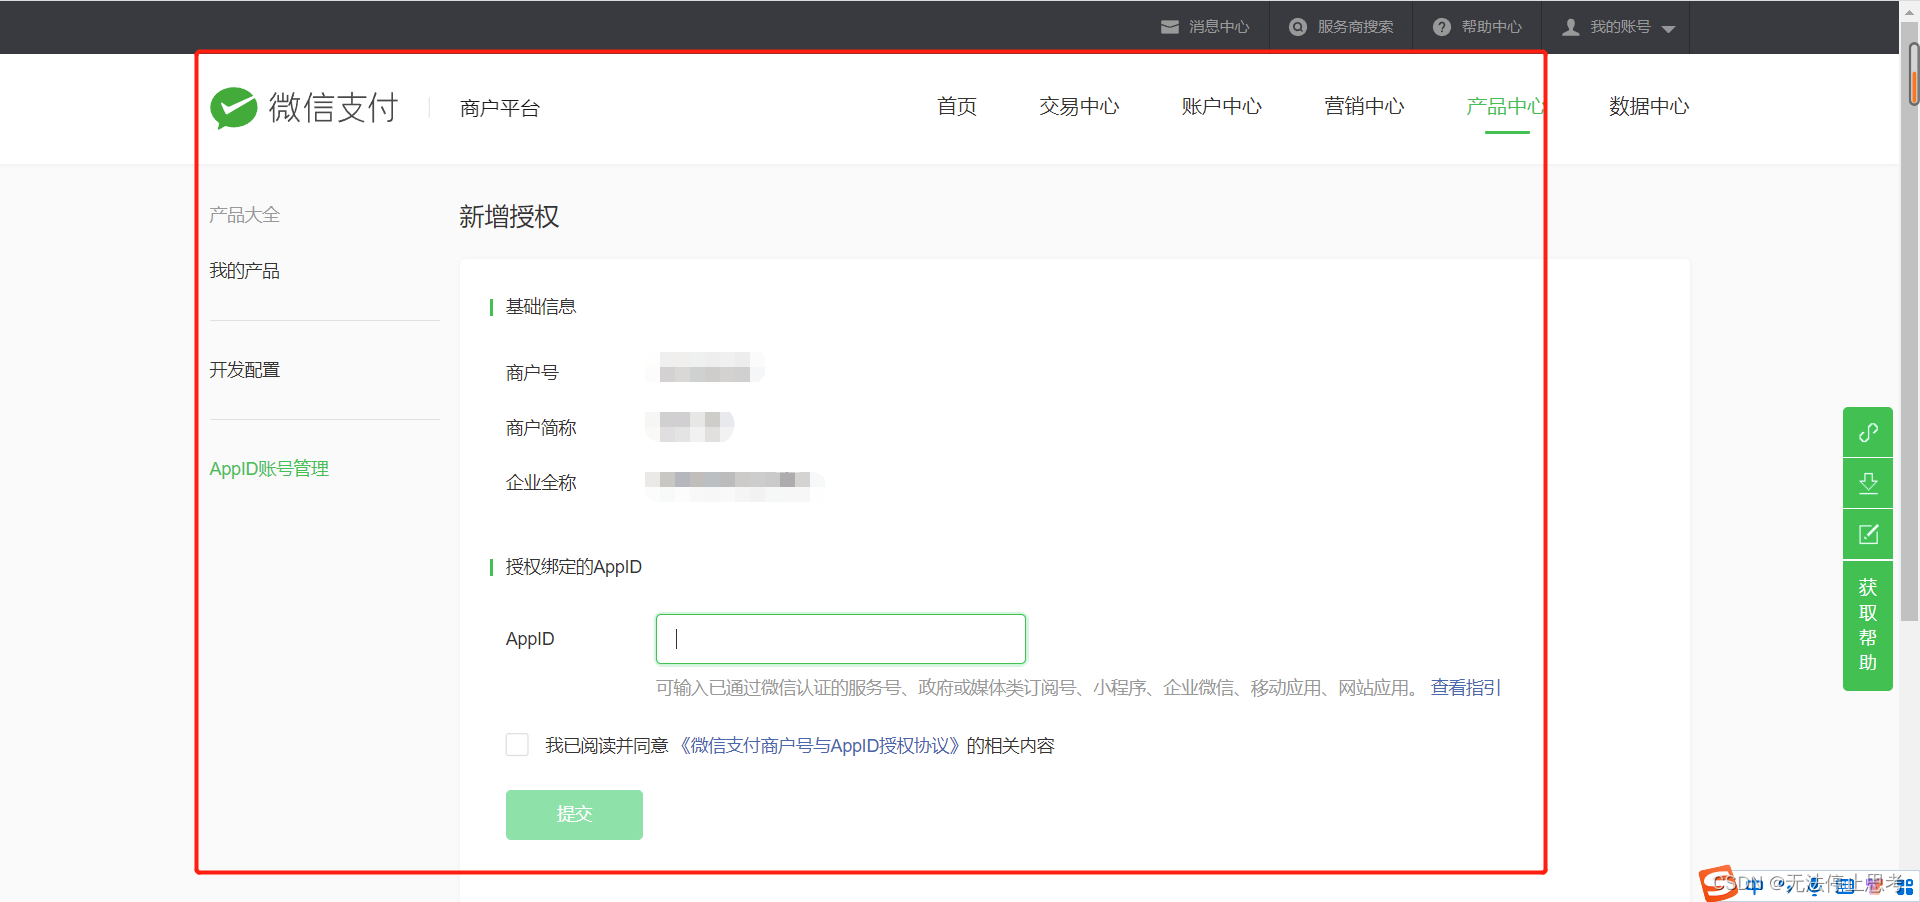 消息中心 服务商搜索 帮助中心 我的账号
微信支付 商户平台 首页 交易中心 账户中心 营销中心 产品中心 数据中心
产品大全
我的产品
开发配置
AppID账号管理
新增授权
基础信息
商户号
商户简称
企业全称
授权绑定的AppID
AppID
可输入已通过微信认证的服务号、政府或媒体类订阅号、小程序、企业微信、移动应用、网站应用。 查看指引
我已阅读并同意 《微信支付商户号与AppID授权协议》的相关内容
提交
获
取
帮
助
CSDN @无法停止思考
中